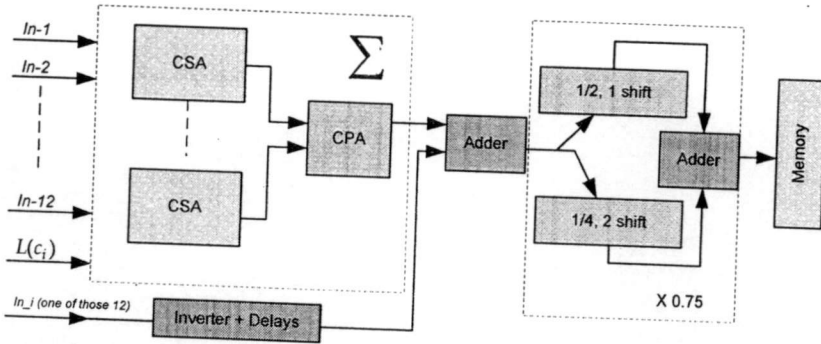 In-1
In-2
In-12
L(c_i)
In_i (one of those 12)
CSA
CSA
∑
CPA
Inverter + Delays
Adder
1/2, 1 shift
1/4, 2 shift
Adder
X 0.75
Memory